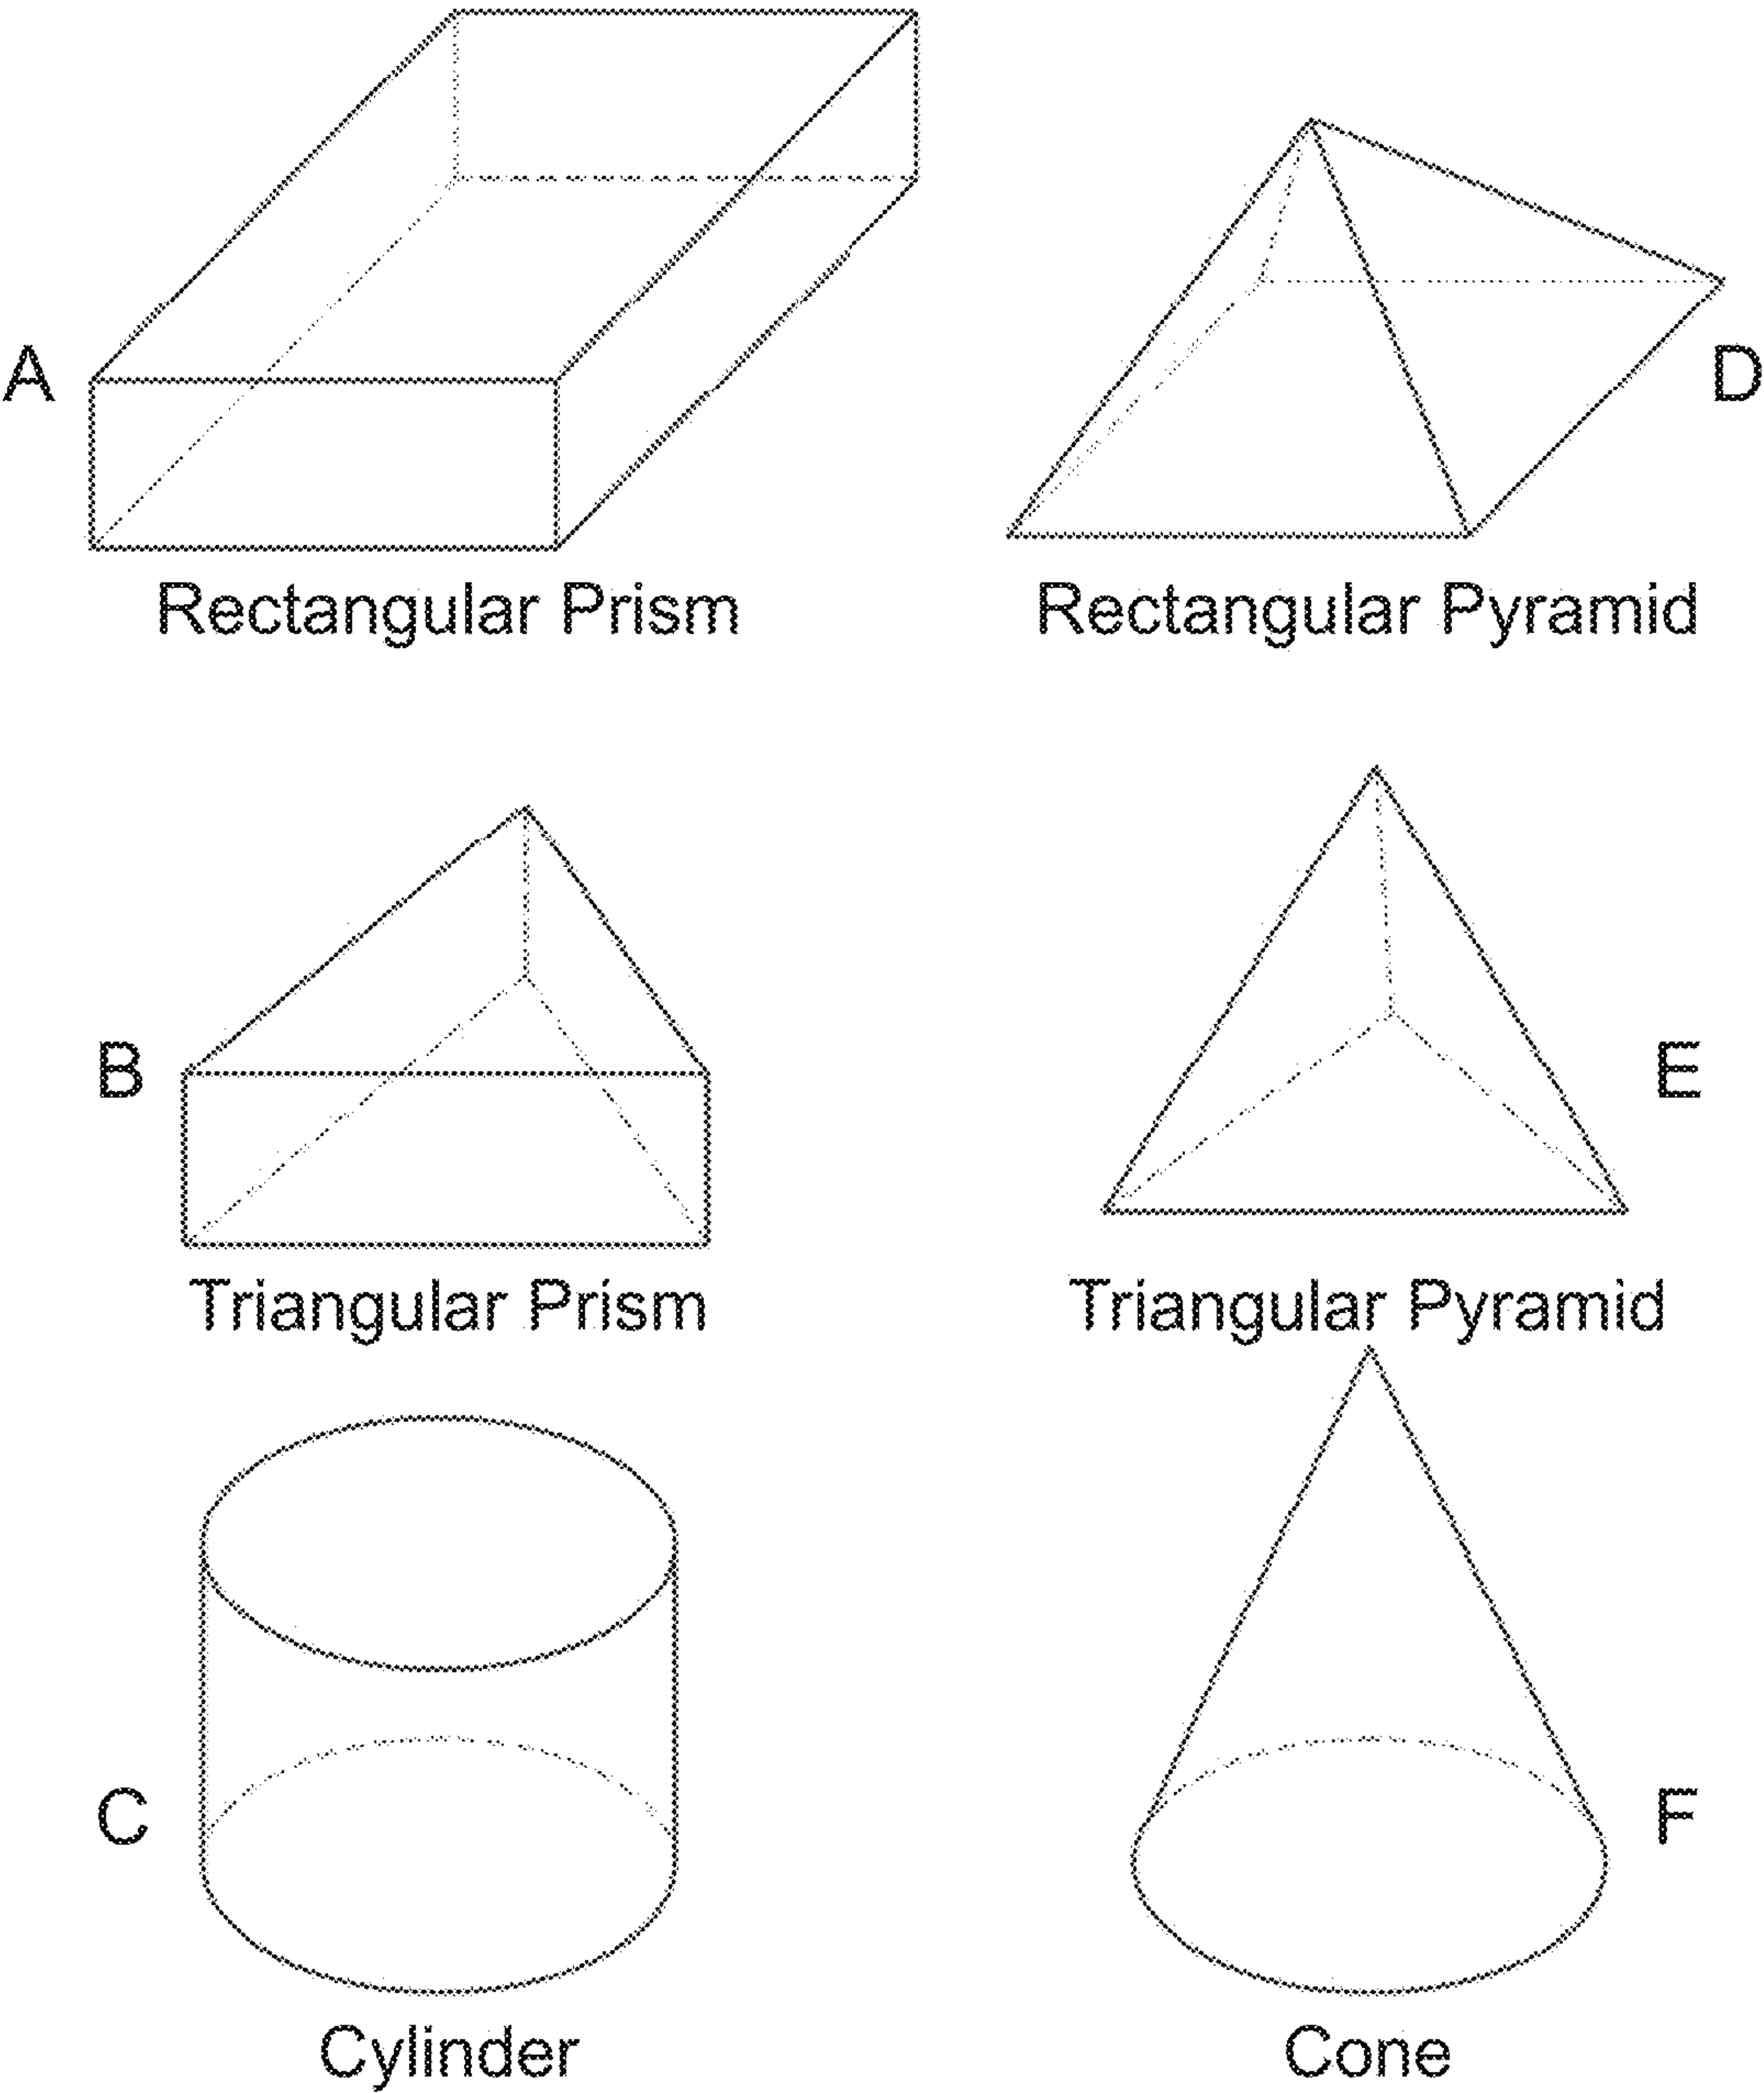 A
D
Rectangular Prism
Rectangular Pyramid
B
E
Triangular Prism
Triangular Pyramid
C
F
Cylinder
Cone